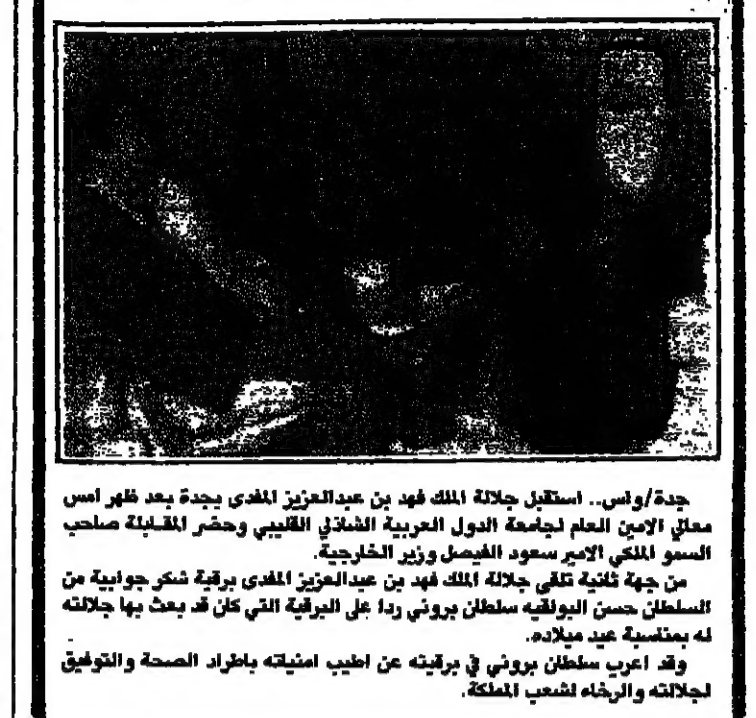 جدة/واس.. استقبل جلالة الملك فهد بن عبدالعزيز المفدى بجدة بعد ظهر امس
معالي الامين العام لجامعة الدول العربية الشاذلي القليبي وحضر المقابلة صاحب
السمو الملكي الامير سعود الفيصل وزير الخارجية.
من جهة ثانية تلقى جلالة الملك فهد بن عبدالعزيز المفدى برقية شكر جوابية من
السلطان حسن البولقيه سلطان بروني ردا على البرقية التي كان قد بعث بها جلالته
له بمناسبة عيد ميلاده.
وقد اعرب سلطان بروني في برقيته عن اطيب امنياته باطراد الصحة والتوفيق
لجلالته والرخاء لشعب المملكة.